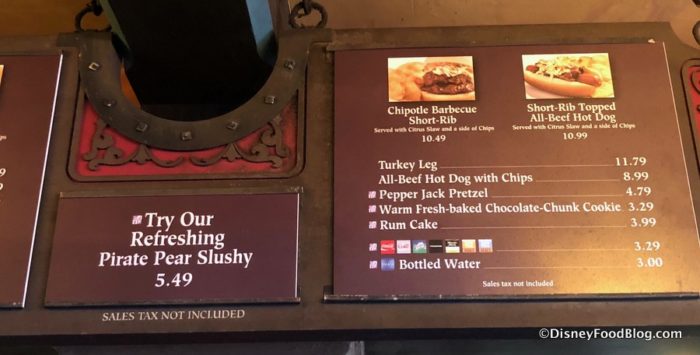 Try Our
Refreshing
Pirate Pear Slushy
5.49
SALES TAX NOT INCLUDED
Chipotle Barbecue
Short-Rib
Served with Citrus Slaw and a side of Chips
10.49
Short-Rib Topped
All-Beef Hot Dog
Served with Citrus Slaw and a side of Chips
10.99
Turkey Leg 11.79
All-Beef Hot Dog with Chips 8.99
Pepper Jack Pretzel 4.79
Warm Fresh-baked Chocolate-Chunk Cookie 3.29
Rum Cake 3.99
3.29
Bottled Water 3.00
Sales tax not included
©DisneyFoodBlog.com